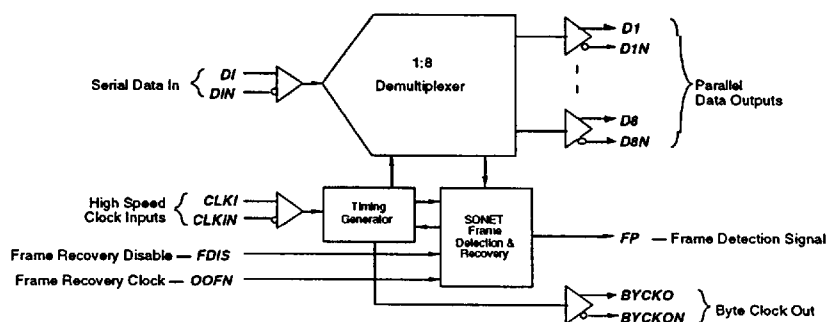 1:8
Demultiplexer
D1
D1N
Serial Data In
DI
DIN
Parallel
Data Outputs
D8
D8N
High Speed
Clock Inputs
CLKI
CLKIN
Timing
Generator
SONET
Frame
Detection &
Recovery
FP — Frame Detection Signal
Frame Recovery Disable — FDIS
Frame Recovery Clock — OOFN
BYCKO
BYCKON
Byte Clock Out